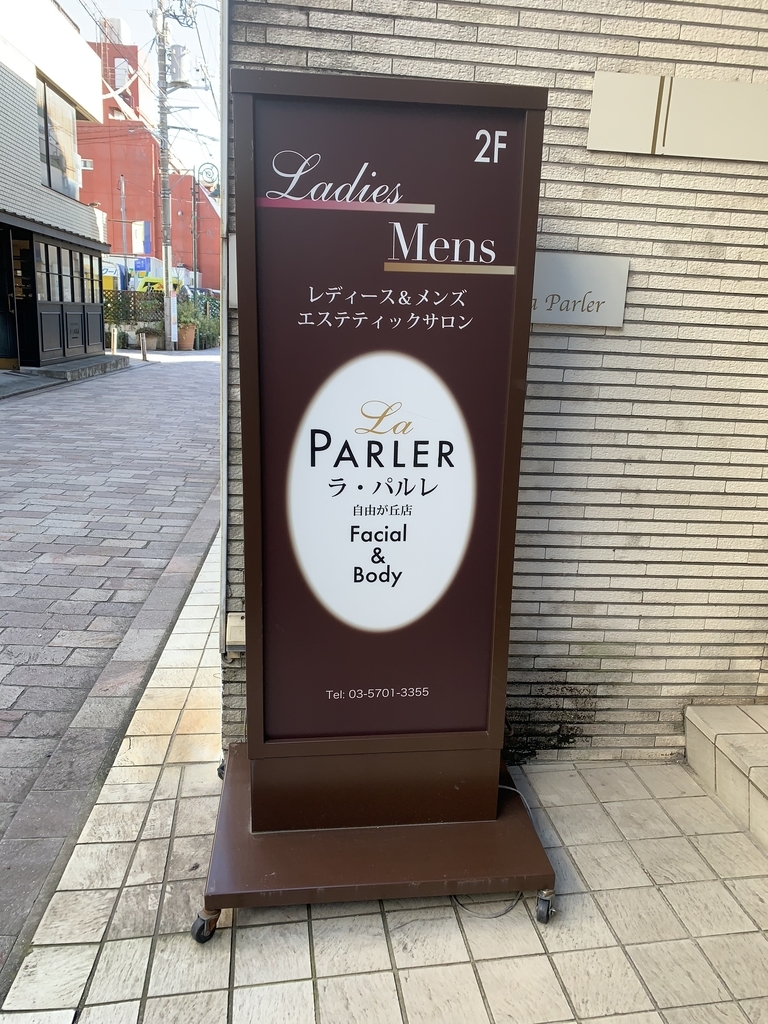 2F
Ladies
Mens
レディース＆メンズ
エステティックサロン
La
PARLER
ラ・パルレ
自由が丘店
Facial
&
Body
Tel: 03-5701-3355
Parler